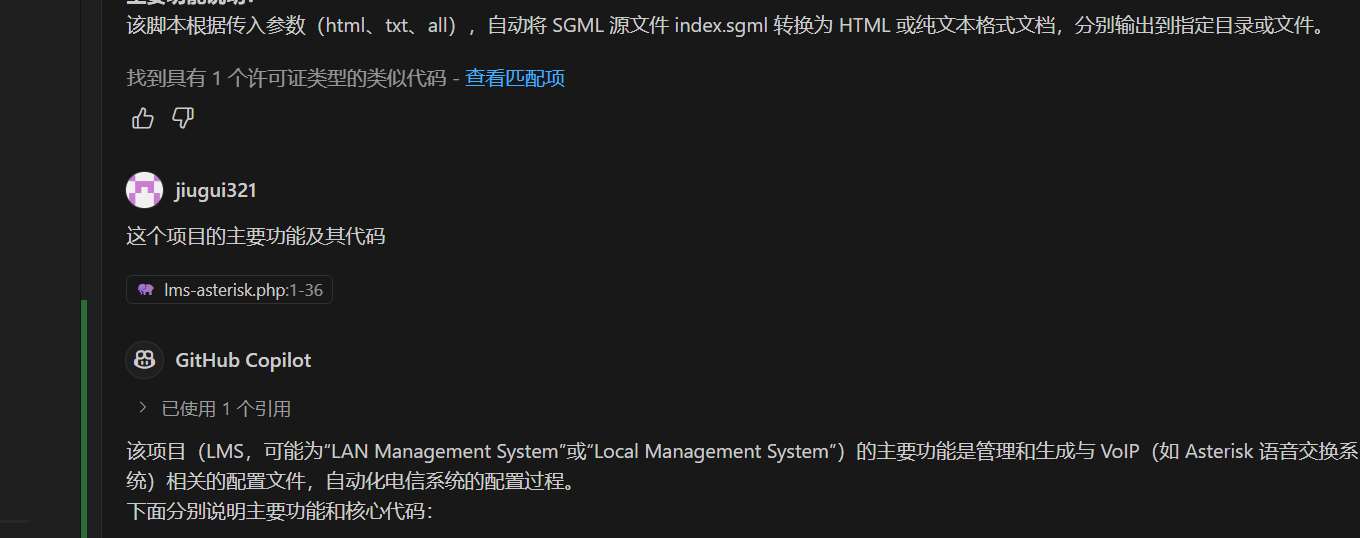 主要功能说明：
该脚本根据传入参数（html、txt、all），自动将 SGML 源文件 index.sgml 转换为 HTML 或纯文本格式文档，分别输出到指定目录或文件。
找到具有 1 个许可证类型的类似代码 - 查看匹配项
jiugui321
这个项目的主要功能及其代码
lms-asterisk.php:1-36
GitHub Copilot
已使用 1 个引用
该项目（LMS，可能为“LAN Management System”或“Local Management System”）的主要功能是管理和生成与 VoIP（如 Asterisk 语音交换系
统）相关的配置文件，自动化电信系统的配置过程。
下面分别说明主要功能和核心代码：